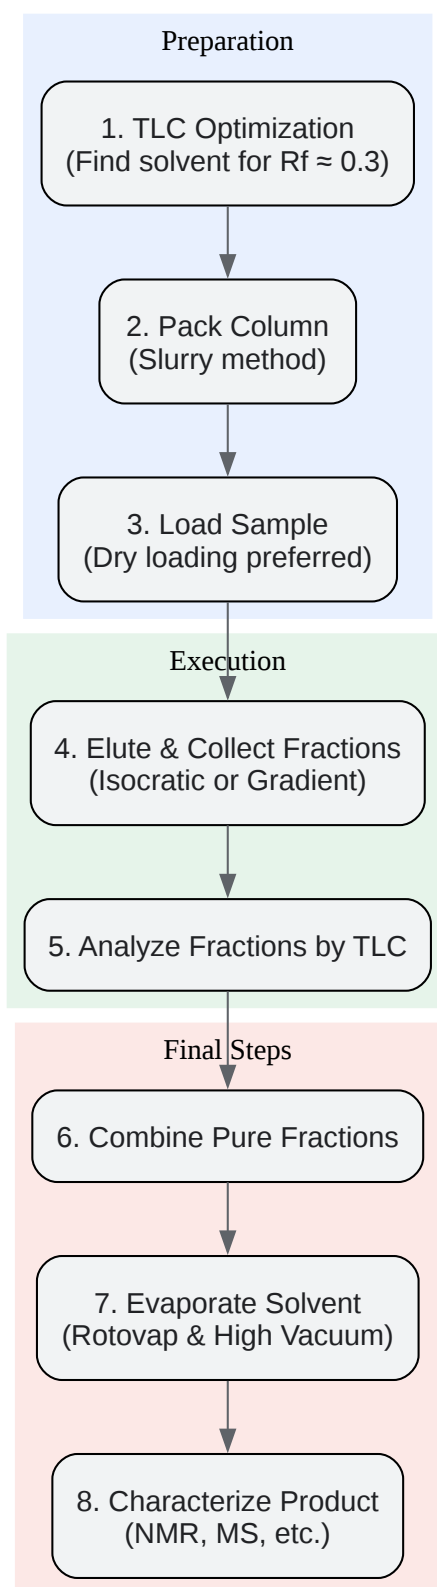 Preparation
1. TLC Optimization
(Find solvent for Rf ≈ 0.3)
2. Pack Column
(Slurry method)
3. Load Sample
(Dry loading preferred)
Execution
4. Elute & Collect Fractions
(Isocratic or Gradient)
5. Analyze Fractions by TLC
Final Steps
6. Combine Pure Fractions
7. Evaporate Solvent
(Rotovap & High Vacuum)
8. Characterize Product
(NMR, MS, etc.)